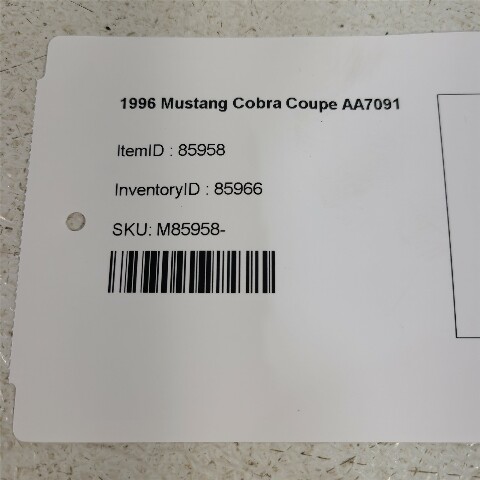 1996 Mustang Cobra Coupe AA7091
ItemID : 85958
InventoryID : 85966
SKU: M85958-